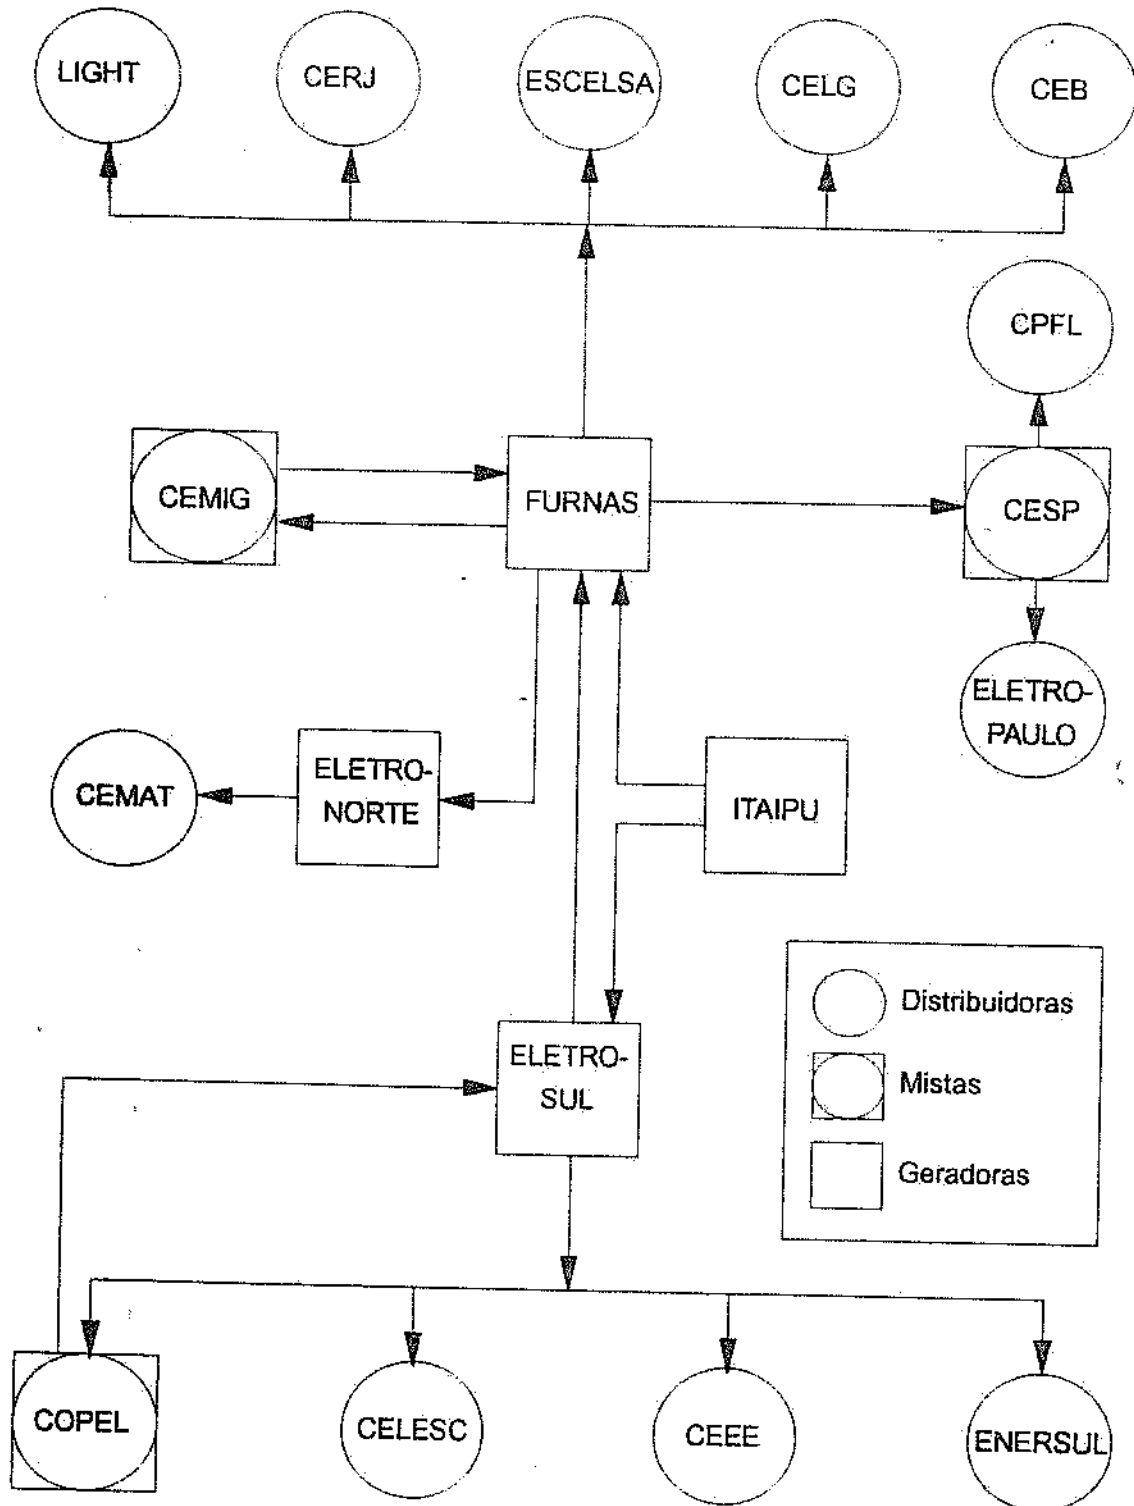 LIGHT
CERJ
ESCELSA
CELG
CEB
CPFL
CEMIG
FURNAS
CESP
ELETRO-
PAULO
CEMAT
ELETRO-
NORTE
ITAIPU
Distribuidoras
Mistas
Geradoras
ELETRO-
SUL
COPEL
CELESC
CEEE
ENERSUL